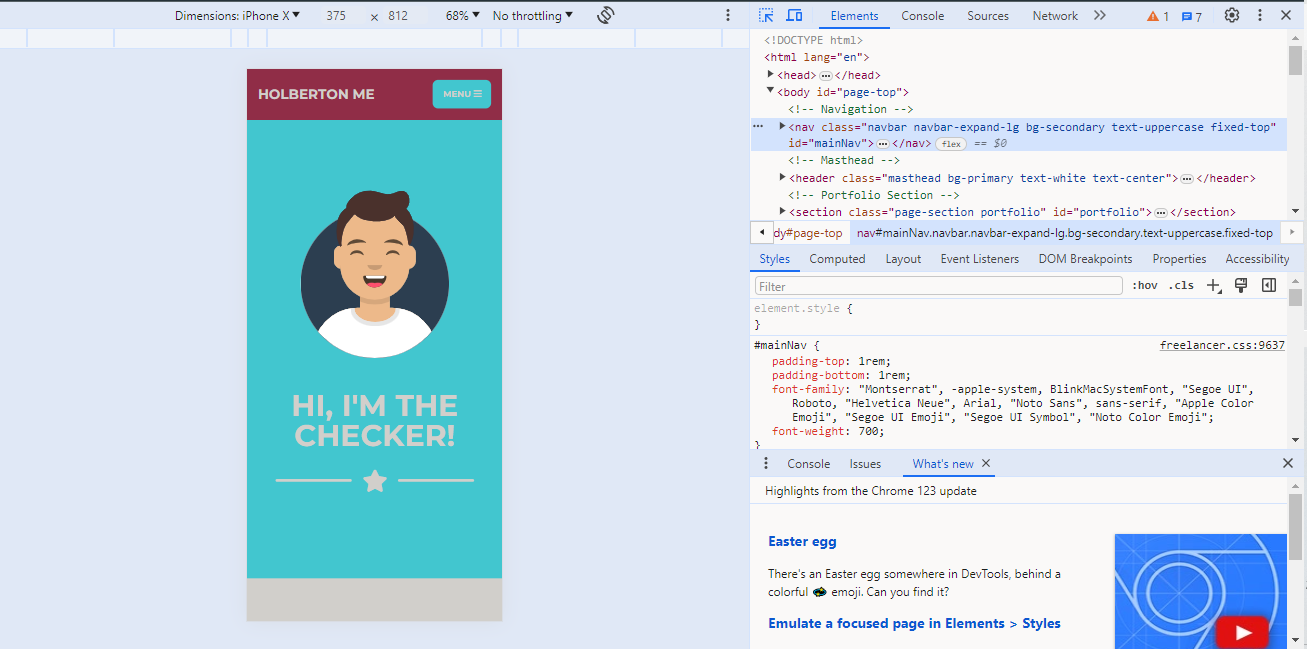 Dimensions: iPhone X 375 × 812 68% No throttling
HOLBERTON ME
MENU
HI, I'M THE
CHECKER!
Elements Console Sources Network 1 7
<!DOCTYPE html>
<html lang="en">
<head> ••• </head>
<body id="page-top">
<!-- Navigation -->
••• <nav class="navbar navbar-expand-lg bg-secondary text-uppercase fixed-top"
id="mainNav"> ••• </nav> flex == $0
<!-- Masthead -->
<header class="masthead bg-primary text-white text-center"> ••• </header>
<!-- Portfolio Section -->
<section class="page-section portfolio" id="portfolio"> ••• </section>
dy#page-top nav#mainNav.navbar.navbar-expand-lg.bg-secondary.text-uppercase.fixed-top
Styles Computed Layout Event Listeners DOM Breakpoints Properties Accessibility
Filter :hov .cls
element.style {
}
#mainNav { freelancer.css:9637
padding-top: 1rem;
padding-bottom: 1rem;
font-family: "Montserrat", -apple-system, BlinkMacSystemFont, "Segoe UI",
Roboto, "Helvetica Neue", Arial, "Noto Sans", sans-serif, "Apple Color
Emoji", "Segoe UI Emoji", "Segoe UI Symbol", "Noto Color Emoji";
font-weight: 700;
}
Console Issues What's new
Highlights from the Chrome 123 update
Easter egg
There's an Easter egg somewhere in DevTools, behind a
colorful emoji. Can you find it?
Emulate a focused page in Elements > Styles